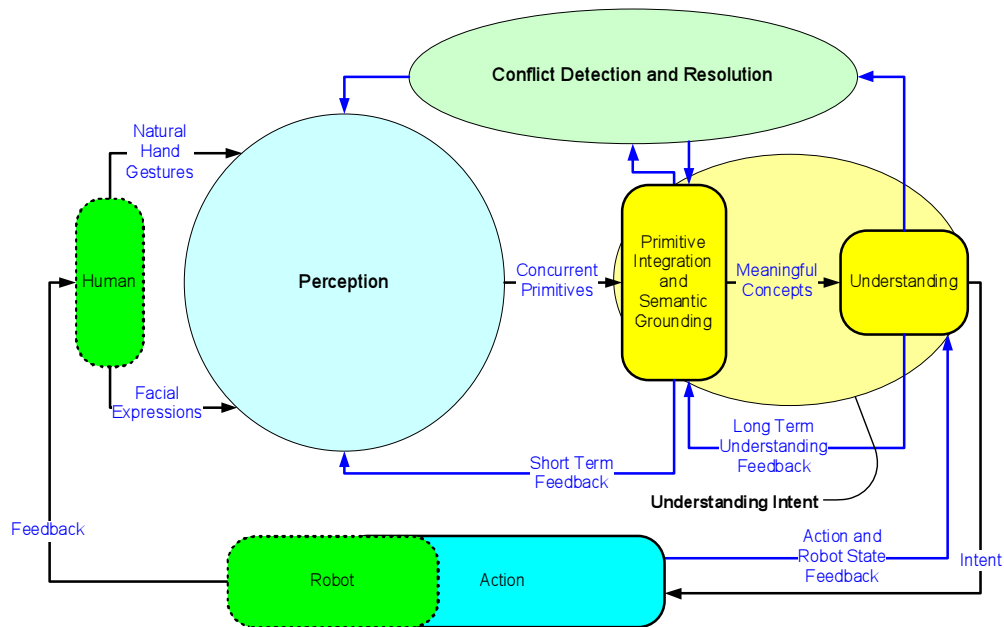 Conflict Detection and Resolution
Natural
Hand
Gestures
Human
Perception
Concurrent
Primitives
Primitive
Integration
and
Semantic
Grounding
Meaningful
Concepts
Understanding
Facial
Expressions
Short Term
Feedback
Long Term
Understanding
Feedback
Understanding Intent
Feedback
Robot
Action
Action and
Robot State
Feedback
Intent